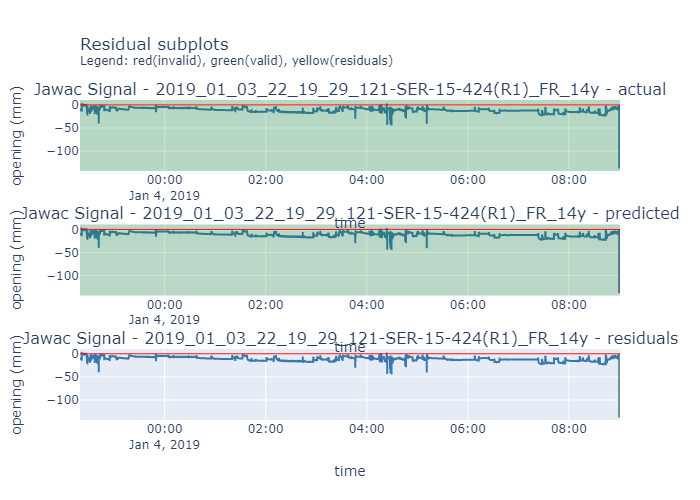 Residual subplots
Legend: red(invalid), green(valid), yellow(residuals)
Jawac Signal - 2019_01_03_22_19_29_121-SER-15-424(R1)_FR_14y - actual
opening (mm)
0
−50
−100
00:00 02:00 04:00 06:00 08:00
Jan 4, 2019
time
Jawac Signal - 2019_01_03_22_19_29_121-SER-15-424(R1)_FR_14y - predicted
opening (mm)
0
−50
−100
00:00 02:00 04:00 06:00 08:00
Jan 4, 2019
time
Jawac Signal - 2019_01_03_22_19_29_121-SER-15-424(R1)_FR_14y - residuals
opening (mm)
0
−50
−100
00:00 02:00 04:00 06:00 08:00
Jan 4, 2019
time